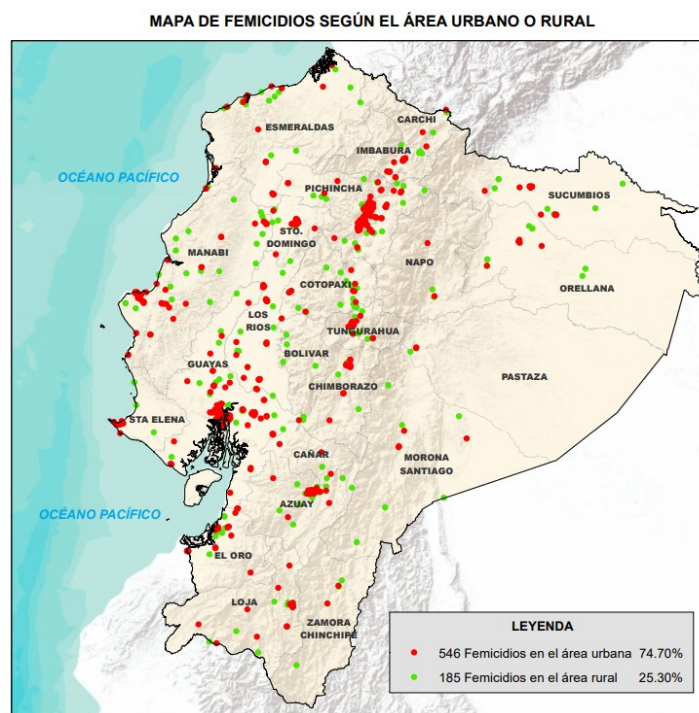 MAPA DE FEMICIDIOS SEGÚN EL ÁREA URBANO O RURAL
CARCHI
ESMERALDAS
IMBABURA
OCÉANO PACÍFICO
PICHINCHA
SUCUMBIOS
STO.
DOMINGO
MANABI
NAPO
COTOPAXI
ORELLANA
LOS
RIOS
TUNGURAHUA
BOLIVAR
GUAYAS
PASTAZA
CHIMBORAZO
STA ELENA
CAÑAR
MORONA
SANTIAGO
AZUAY
OCÉANO PACÍFICO
EL ORO
LOJA
ZAMORA
CHINCHIPE
LEYENDA
546 Femicidios en el área urbana 74.70%
185 Femicidios en el área rural 25.30%